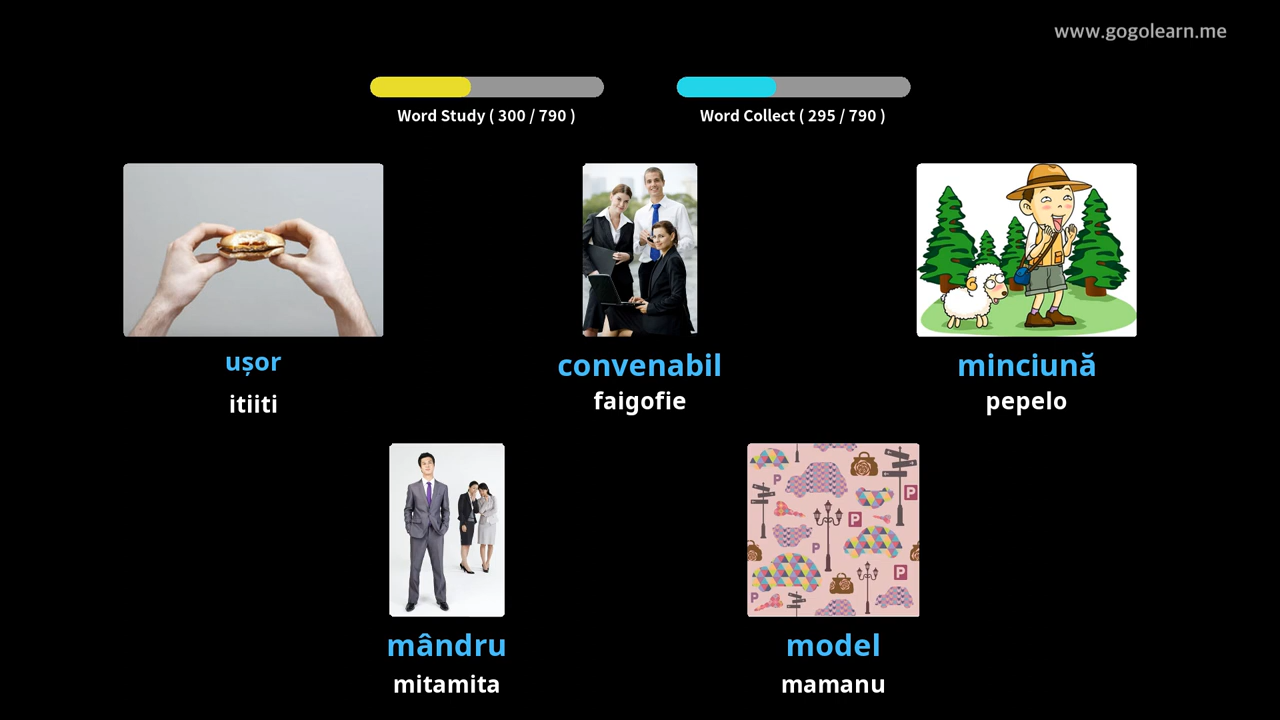 www.gogolearn.me
Word Study ( 300 / 790 )
Word Collect ( 295 / 790 )
ușor
itiiti
convenabil
faigofie
minciună
pepelo
P
P
P
P
P
P
mândru
mitamita
model
mamanu